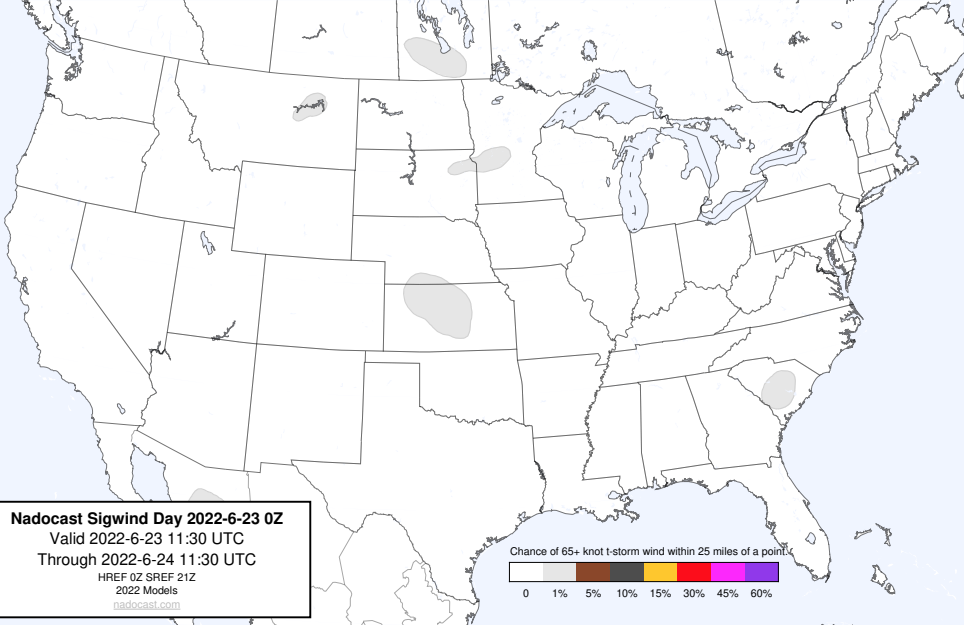 Nadocast Sigwind Day 2022-6-23 0Z
Valid 2022-6-23 11:30 UTC
Through 2022-6-24 11:30 UTC
HREF 0Z SREF 21Z
2022 Models
nadocast.com
Chance of 65+ knot t-storm wind within 25 miles of a point.
0 1% 5% 10% 15% 30% 45% 60%